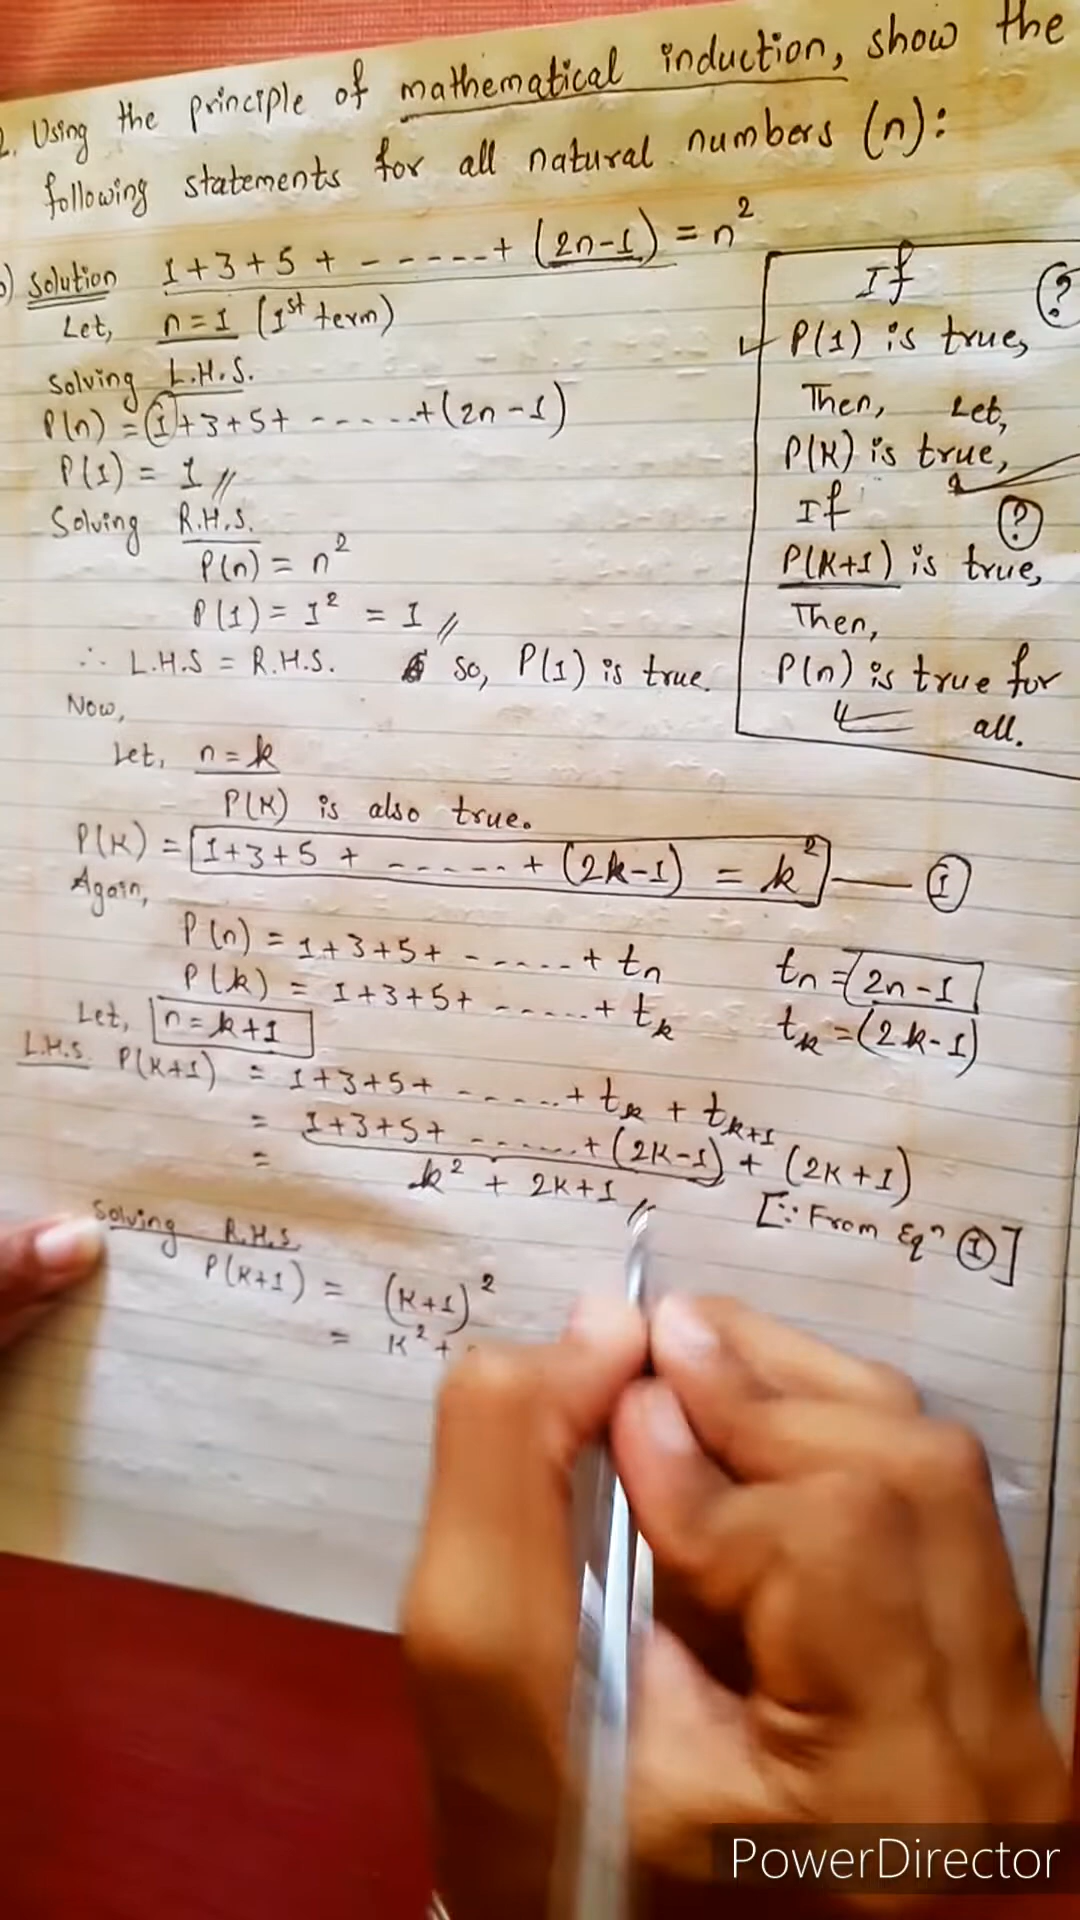 2. Using the principle of mathematical induction, show the
following statements for all natural numbers (n):
b) Solution 1+3+5+ ------+ (2n-1) = n²
Let, n=1 (1st term)
Solving L.H.S.
P(n) = 1+3+5+ ------+(2n-1)
P(1) = 1 //
Solving R.H.S.
P(n) = n²
P(1) = 1² = 1 //
∴ L.H.S = R.H.S. So, P(1) is true.
If ?
P(1) is true,
Then, Let,
P(K) is true,
If ?
P(K+1) is true,
Then,
P(n) is true for
all.
Now,
Let, n=k
P(K) is also true.
P(K) = 1+3+5+ ------+ (2k-1) = k² —— 1
Again,
P(n) = 1+3+5+ ------+ tn tn = (2n-1
P(k) = 1+3+5+ ------+ tk tk = (2k-1)
Let, n=k+1
L.H.S. P(K+1) = 1+3+5+ ------+ tk + tk+1
= 1+3+5+ ------+ (2K-1) + (2K+1)
= k² + 2K+1 // [∵ From Eqⁿ 1]
Solving R.H.S.
P(K+1) = (K+1)²
= K² +
PowerDirector